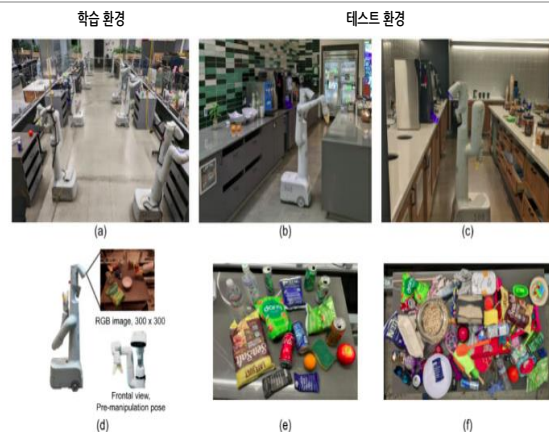 학습 환경
테스트 환경
(a)
(b)
(c)
RGB image, 300 x 300
Frontal view,
Pre-manipulation pose
(d)
(e)
(f)